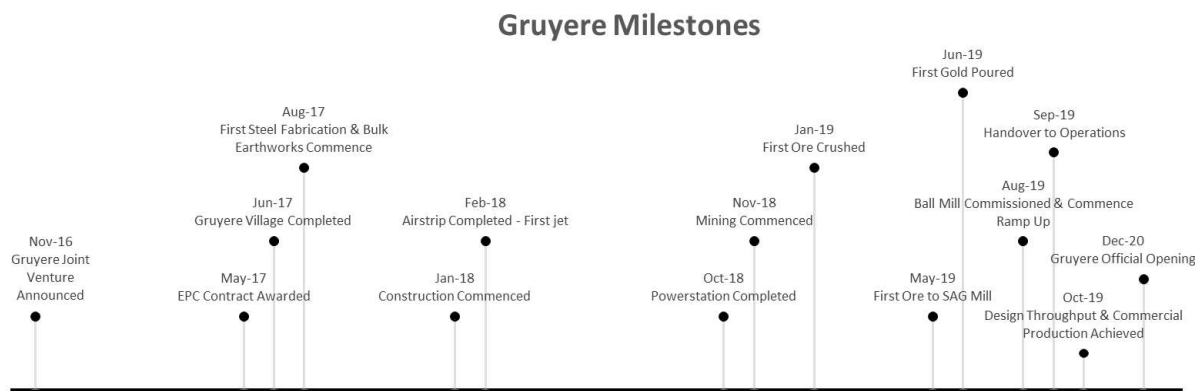 Gruyere Milestones
Nov-16
Gruyere Joint
Venture
Announced
May-17
EPC Contract Awarded
Jun-17
Gruyere Village Completed
Aug-17
First Steel Fabrication & Bulk
Earthworks Commence
Jan-18
Construction Commenced
Feb-18
Airstrip Completed - First jet
Oct-18
Powerstation Completed
Nov-18
Mining Commenced
Jan-19
First Ore Crushed
May-19
First Ore to SAG Mill
Jun-19
First Gold Poured
Aug-19
Ball Mill Commissioned & Commence
Ramp Up
Sep-19
Handover to Operations
Oct-19
Design Throughput & Commercial
Production Achieved
Dec-20
Gruyere Official Opening